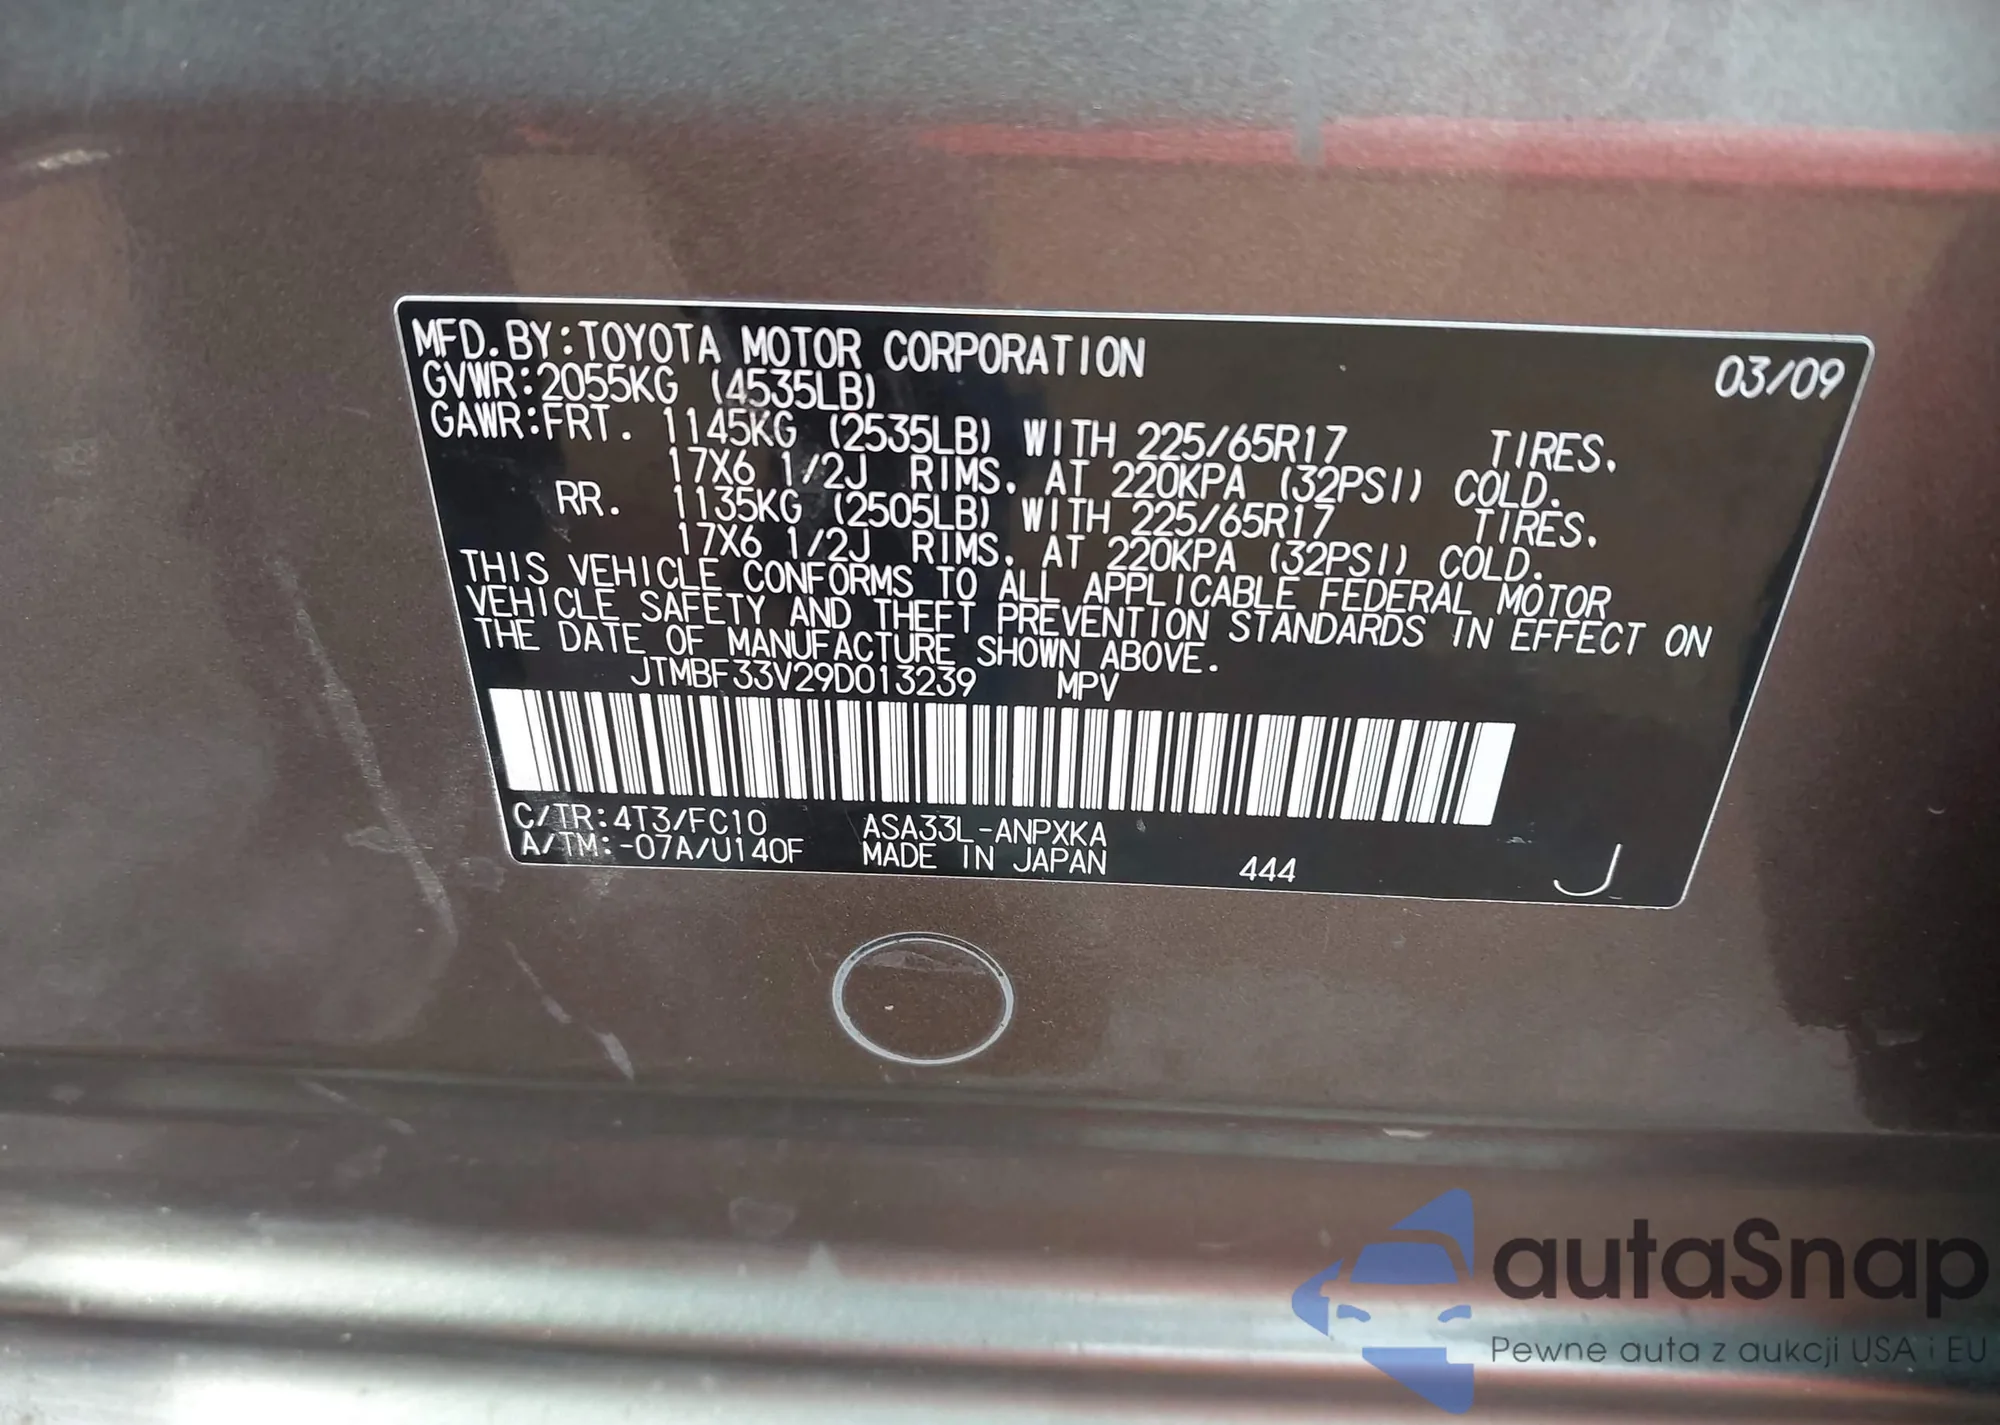 MFD. BY: TOYOTA MOTOR CORPORATION 03/09
GVWR: 2055KG (4535LB)
GAWR: FRT. 1145KG (2535LB) WITH 225/65R17 TIRES,
17X6 1/2J RIMS, AT 220KPA (32PSI) COLD.
RR. 1135KG (2505LB) WITH 225/65R17 TIRES,
17X6 1/2J RIMS, AT 220KPA (32PSI) COLD.
THIS VEHICLE CONFORMS TO ALL APPLICABLE FEDERAL MOTOR
VEHICLE SAFETY AND THEFT PREVENTION STANDARDS IN EFFECT ON
THE DATE OF MANUFACTURE SHOWN ABOVE.
JTMBF33V29D013239 MPV
C/TR: 4T3/FC10 ASA33L-ANPXKA
A/TM: -07A/U140F MADE IN JAPAN 444 J
autaSnap
Pewne auta z aukcji USA i EU